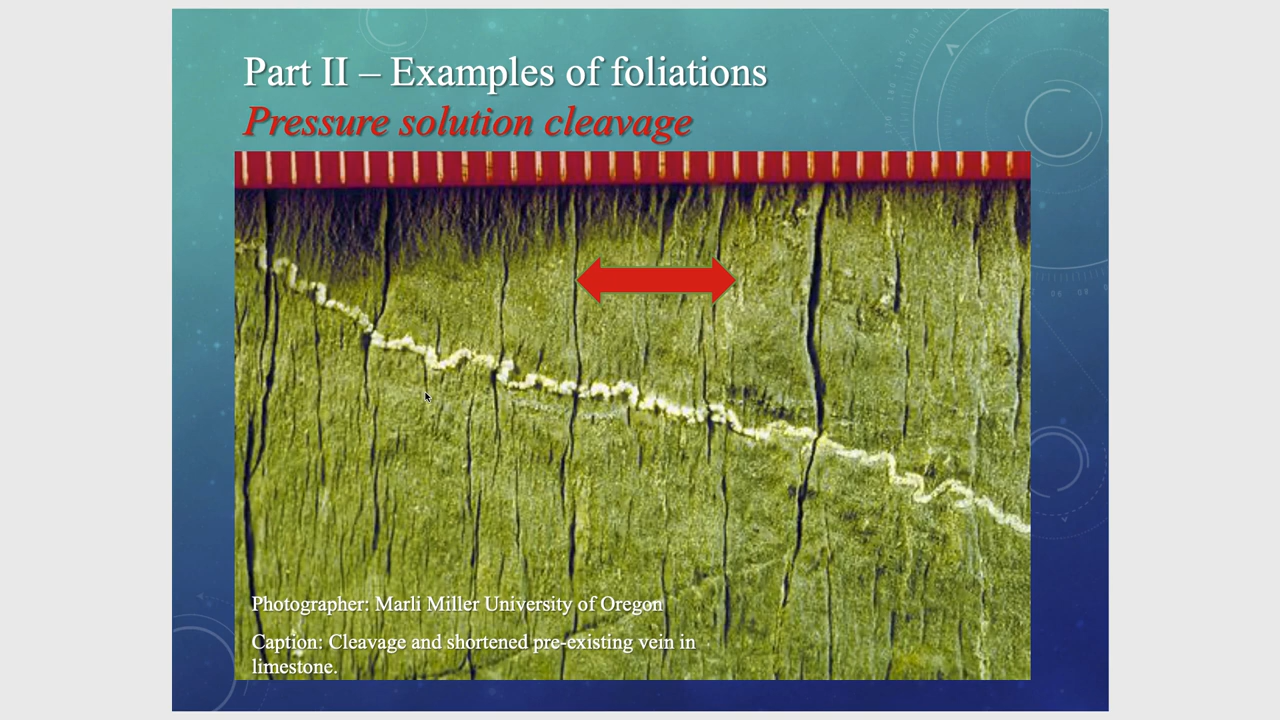 Part II – Examples of foliations
Pressure solution cleavage
Photographer: Marli Miller University of Oregon
Caption: Cleavage and shortened pre-existing vein in
limestone.